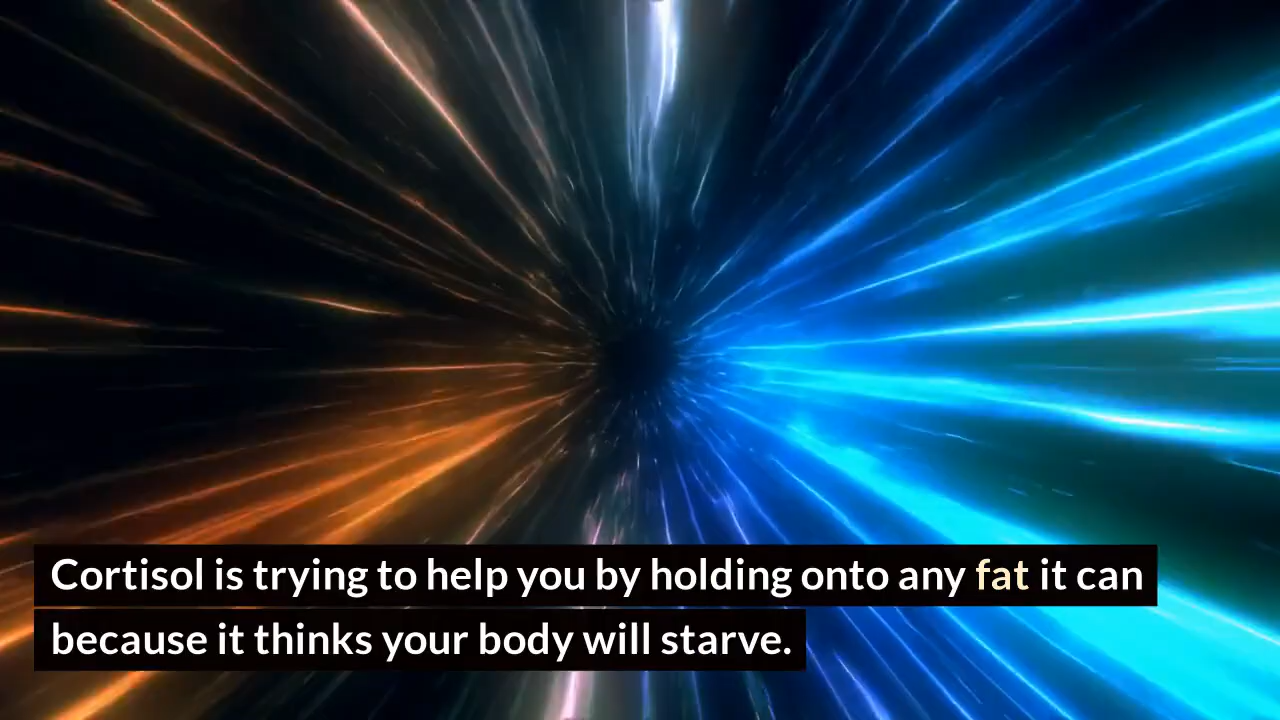 Cortisol is trying to help you by holding onto any fat it can
because it thinks your body will starve.